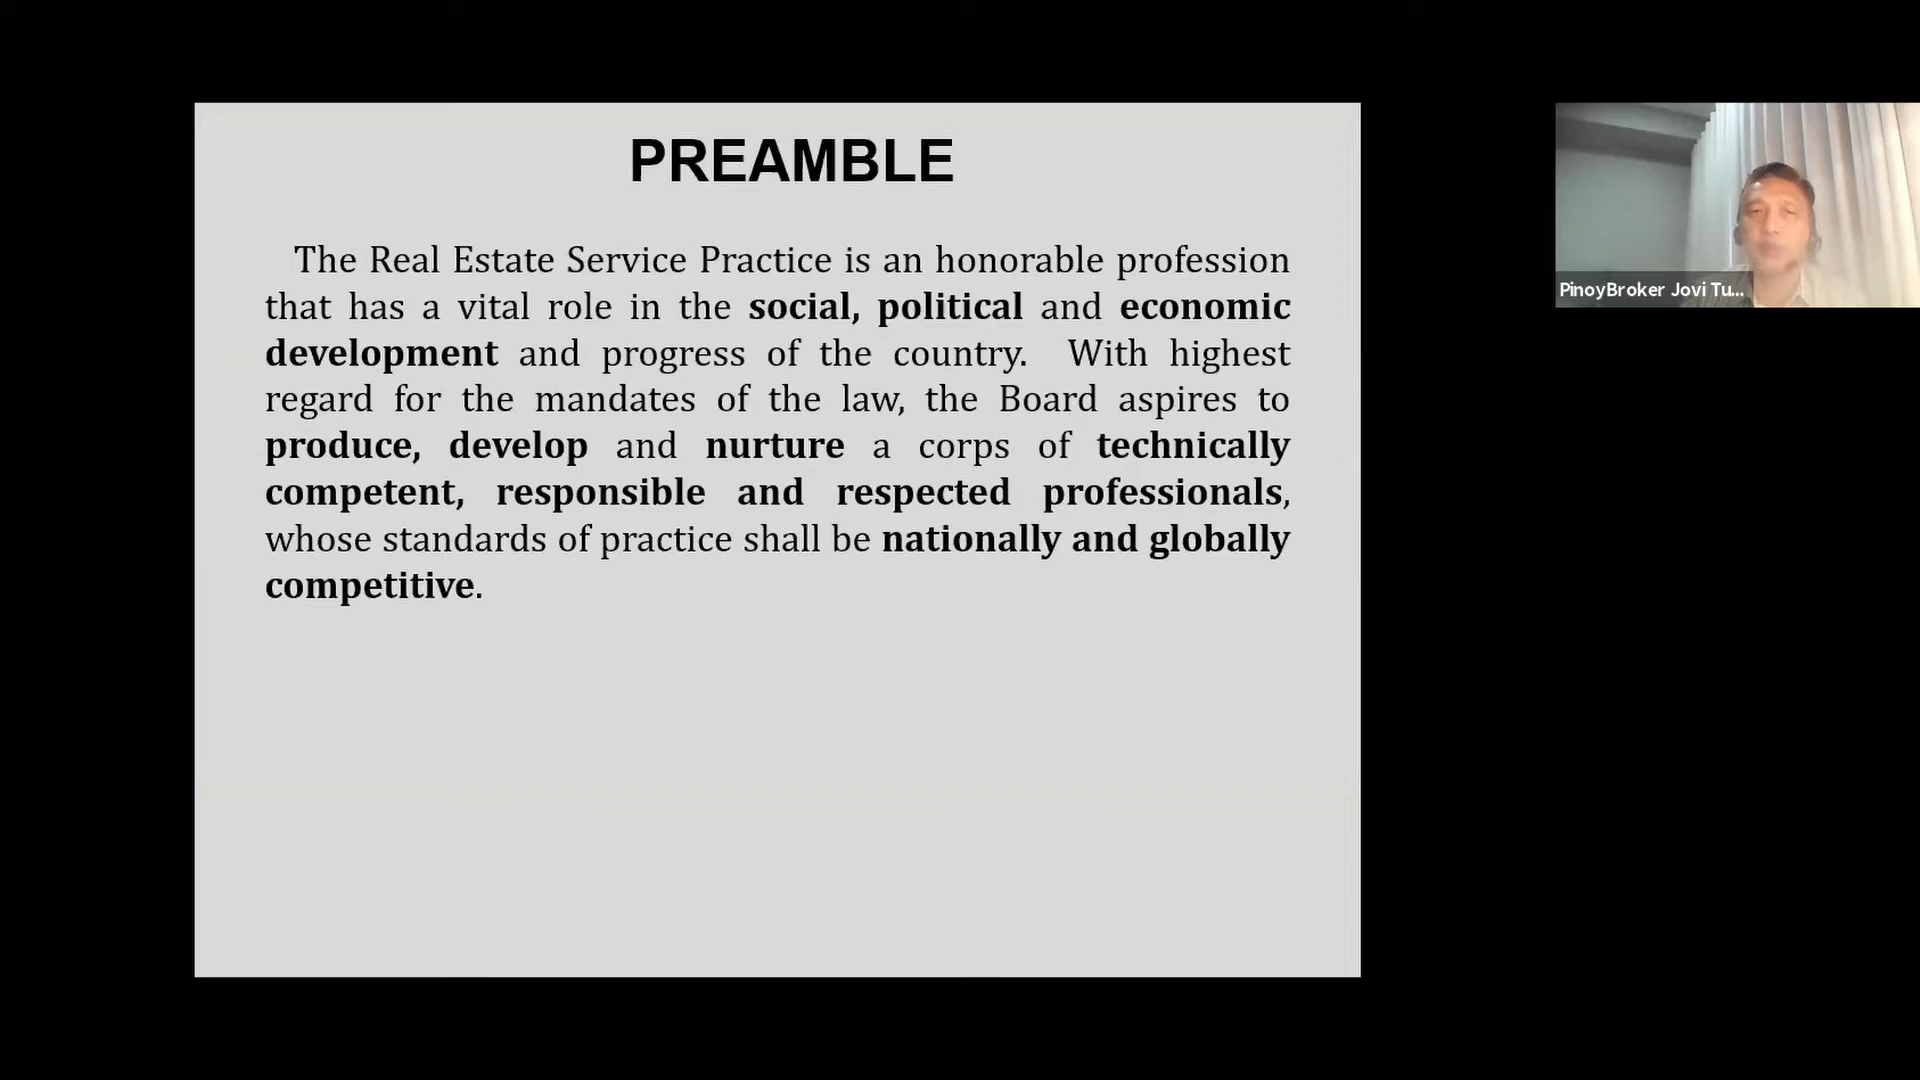 PREAMBLE
The Real Estate Service Practice is an honorable profession
that has a vital role in the social, political and economic
development and progress of the country. With highest
regard for the mandates of the law, the Board aspires to
produce, develop and nurture a corps of technically
competent, responsible and respected professionals,
whose standards of practice shall be nationally and globally
competitive.
PinoyBroker Jovi Tu...